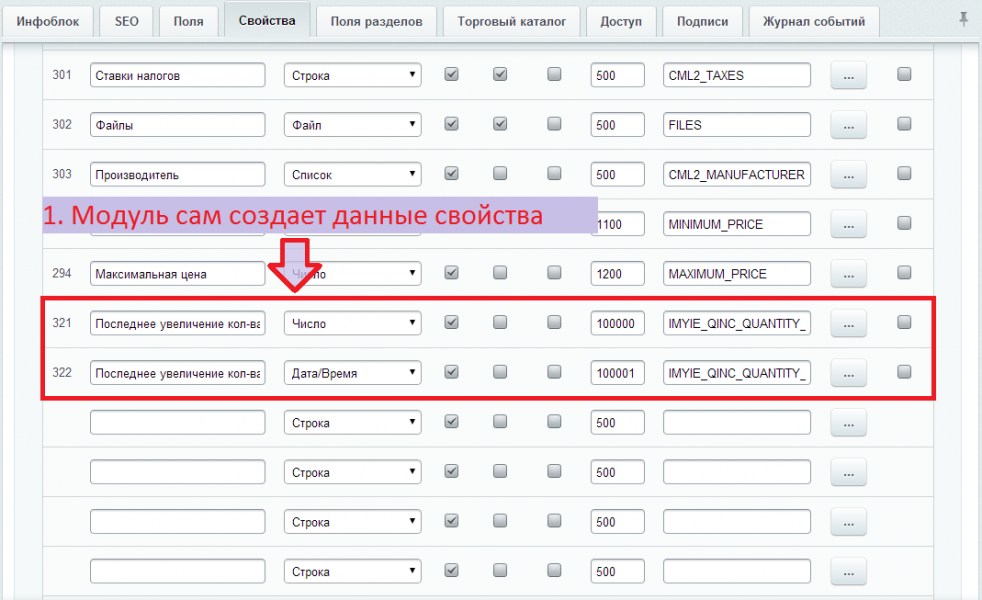 Инфоблок SEO Поля Свойства Поля разделов Торговый каталог Доступ Подписи Журнал событий
301 Ставки налогов Строка 500 CML2_TAXES ...
302 Файлы Файл 500 FILES ...
303 Производитель Список 500 CML2_MANUFACTURER ...
1. Модуль сам создает данные свойства
1100 MINIMUM_PRICE ...
294 Максимальная цена Число 1200 MAXIMUM_PRICE ...
321 Последнее увеличение кол-ва Число 100000 IMYIE_QINC_QUANTITY_ ...
322 Последнее увеличение кол-ва Дата/Время 100001 IMYIE_QINC_QUANTITY_ ...
Строка 500 ...
Строка 500 ...
Строка 500 ...
Строка 500 ...